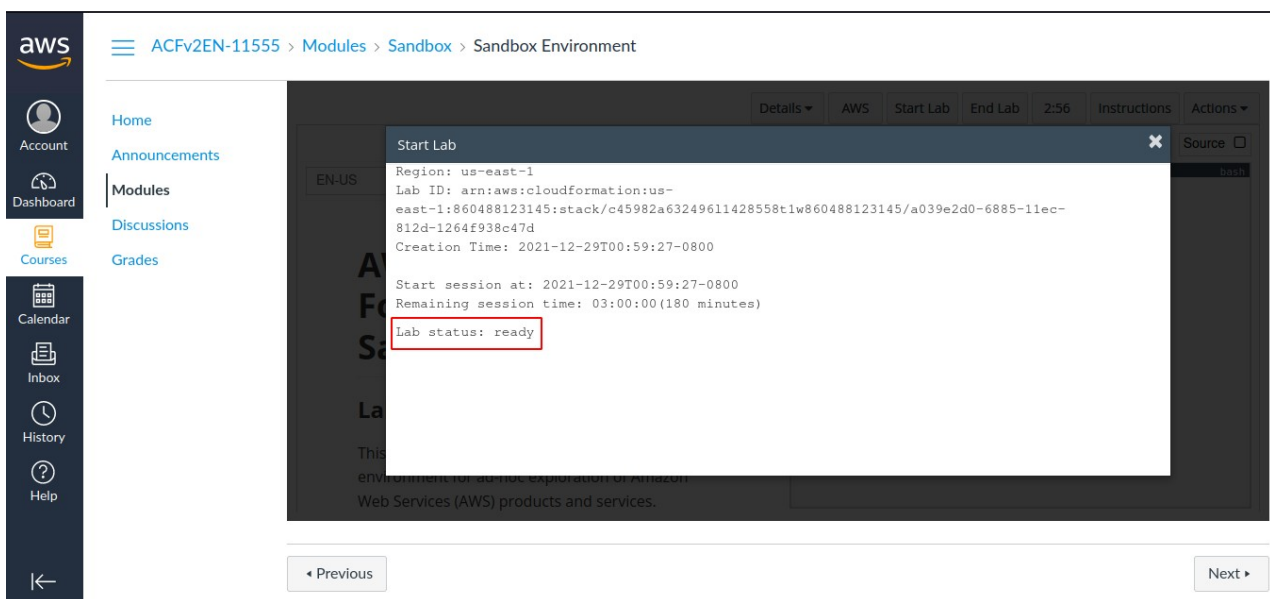 aws
ACFv2EN-11555 > Modules > Sandbox > Sandbox Environment
Account
Dashboard
Courses
Calendar
Inbox
History
Help
Home
Announcements
Modules
Discussions
Grades
Details AWS Start Lab End Lab 2:56 Instructions Actions
Source
EN-US
bash
Start Lab
Region: us-east-1
Lab ID: arn:aws:cloudformation:us-
east-1:860488123145:stack/c45982a63249611428558t1w860488123145/a039e2d0-6885-11ec-
812d-1264f938c47d
Creation Time: 2021-12-29T00:59:27-0800
Start session at: 2021-12-29T00:59:27-0800
Remaining session time: 03:00:00(180 minutes)
Lab status: ready
La
This
environment for ad-hoc exploration of Amazon
Web Services (AWS) products and services.
Previous
Next